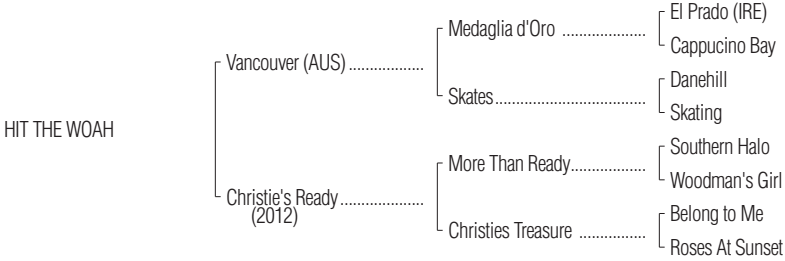 El Prado (IRE)
Medaglia d'Oro ....................
Cappucino Bay
Vancouver (AUS) ..................
Danehill
Skates....................................
Skating
HIT THE WOAH
Southern Halo
More Than Ready..................
Woodman's Girl
Christie's Ready ....................
(2012)
Belong to Me
Christies Treasure ................
Roses At Sunset